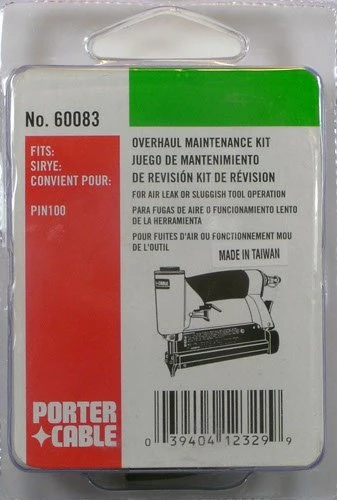 No. 60083
FITS:
SIRYE:
CONVIENT POUR:
PIN100
OVERHAUL MAINTENANCE KIT
JUEGO DE MANTENIMIENTO
DE REVISIÓN KIT DE RÉVISION
FOR AIR LEAK OR SLUGGISH TOOL OPERATION
PARA FUGAS DE AIRE O FUNCIONAMIENTO LENTO
DE LA HERRAMIENTA
POUR FUITES D'AIR OU FONCTIONNEMENT MOU
DE L'OUTIL
MADE IN TAIWAN
PORTER
CABLE
0 39404 12329 9